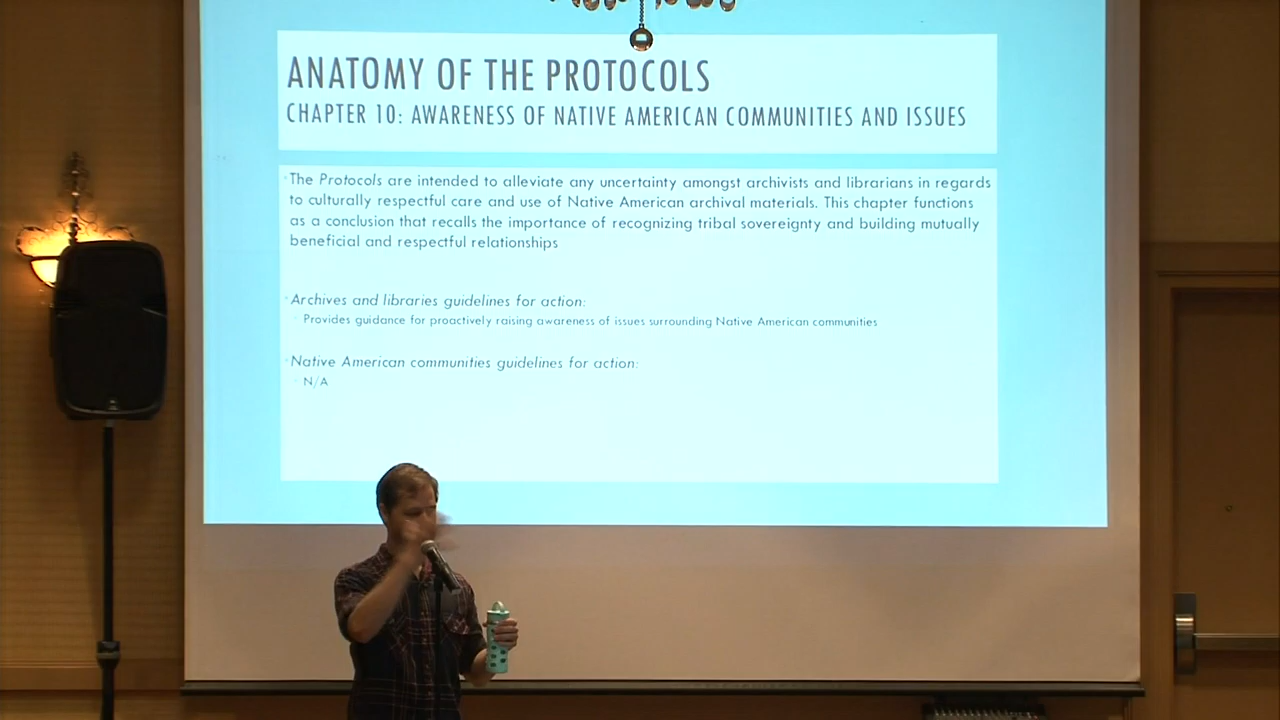 ANATOMY OF THE PROTOCOLS
CHAPTER 10: AWARENESS OF NATIVE AMERICAN COMMUNITIES AND ISSUES
The Protocols are intended to alleviate any uncertainty amongst archivists and librarians in regards
to culturally respectful care and use of Native American archival materials. This chapter functions
as a conclusion that recalls the importance of recognizing tribal sovereignty and building mutually
beneficial and respectful relationships
Archives and libraries guidelines for action:
Provides guidance for proactively raising awareness of issues surrounding Native American communities
Native American communities guidelines for action:
N/A